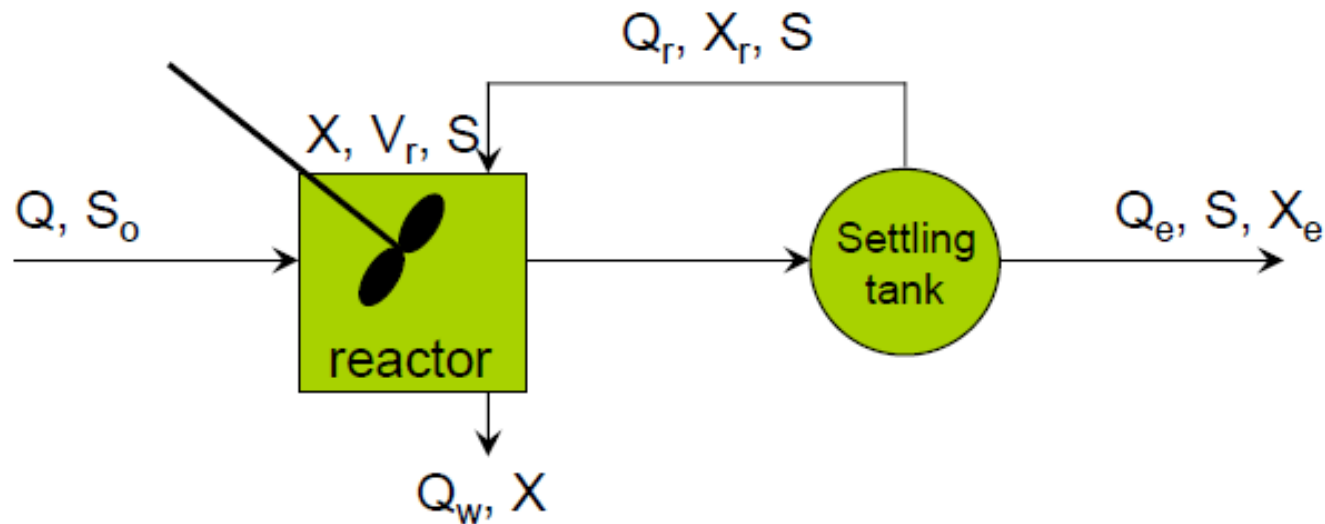 Qr, Xr, S
X, Vr, S
Q, So
Qe, S, Xe
Settling
tank
reactor
Qw, X